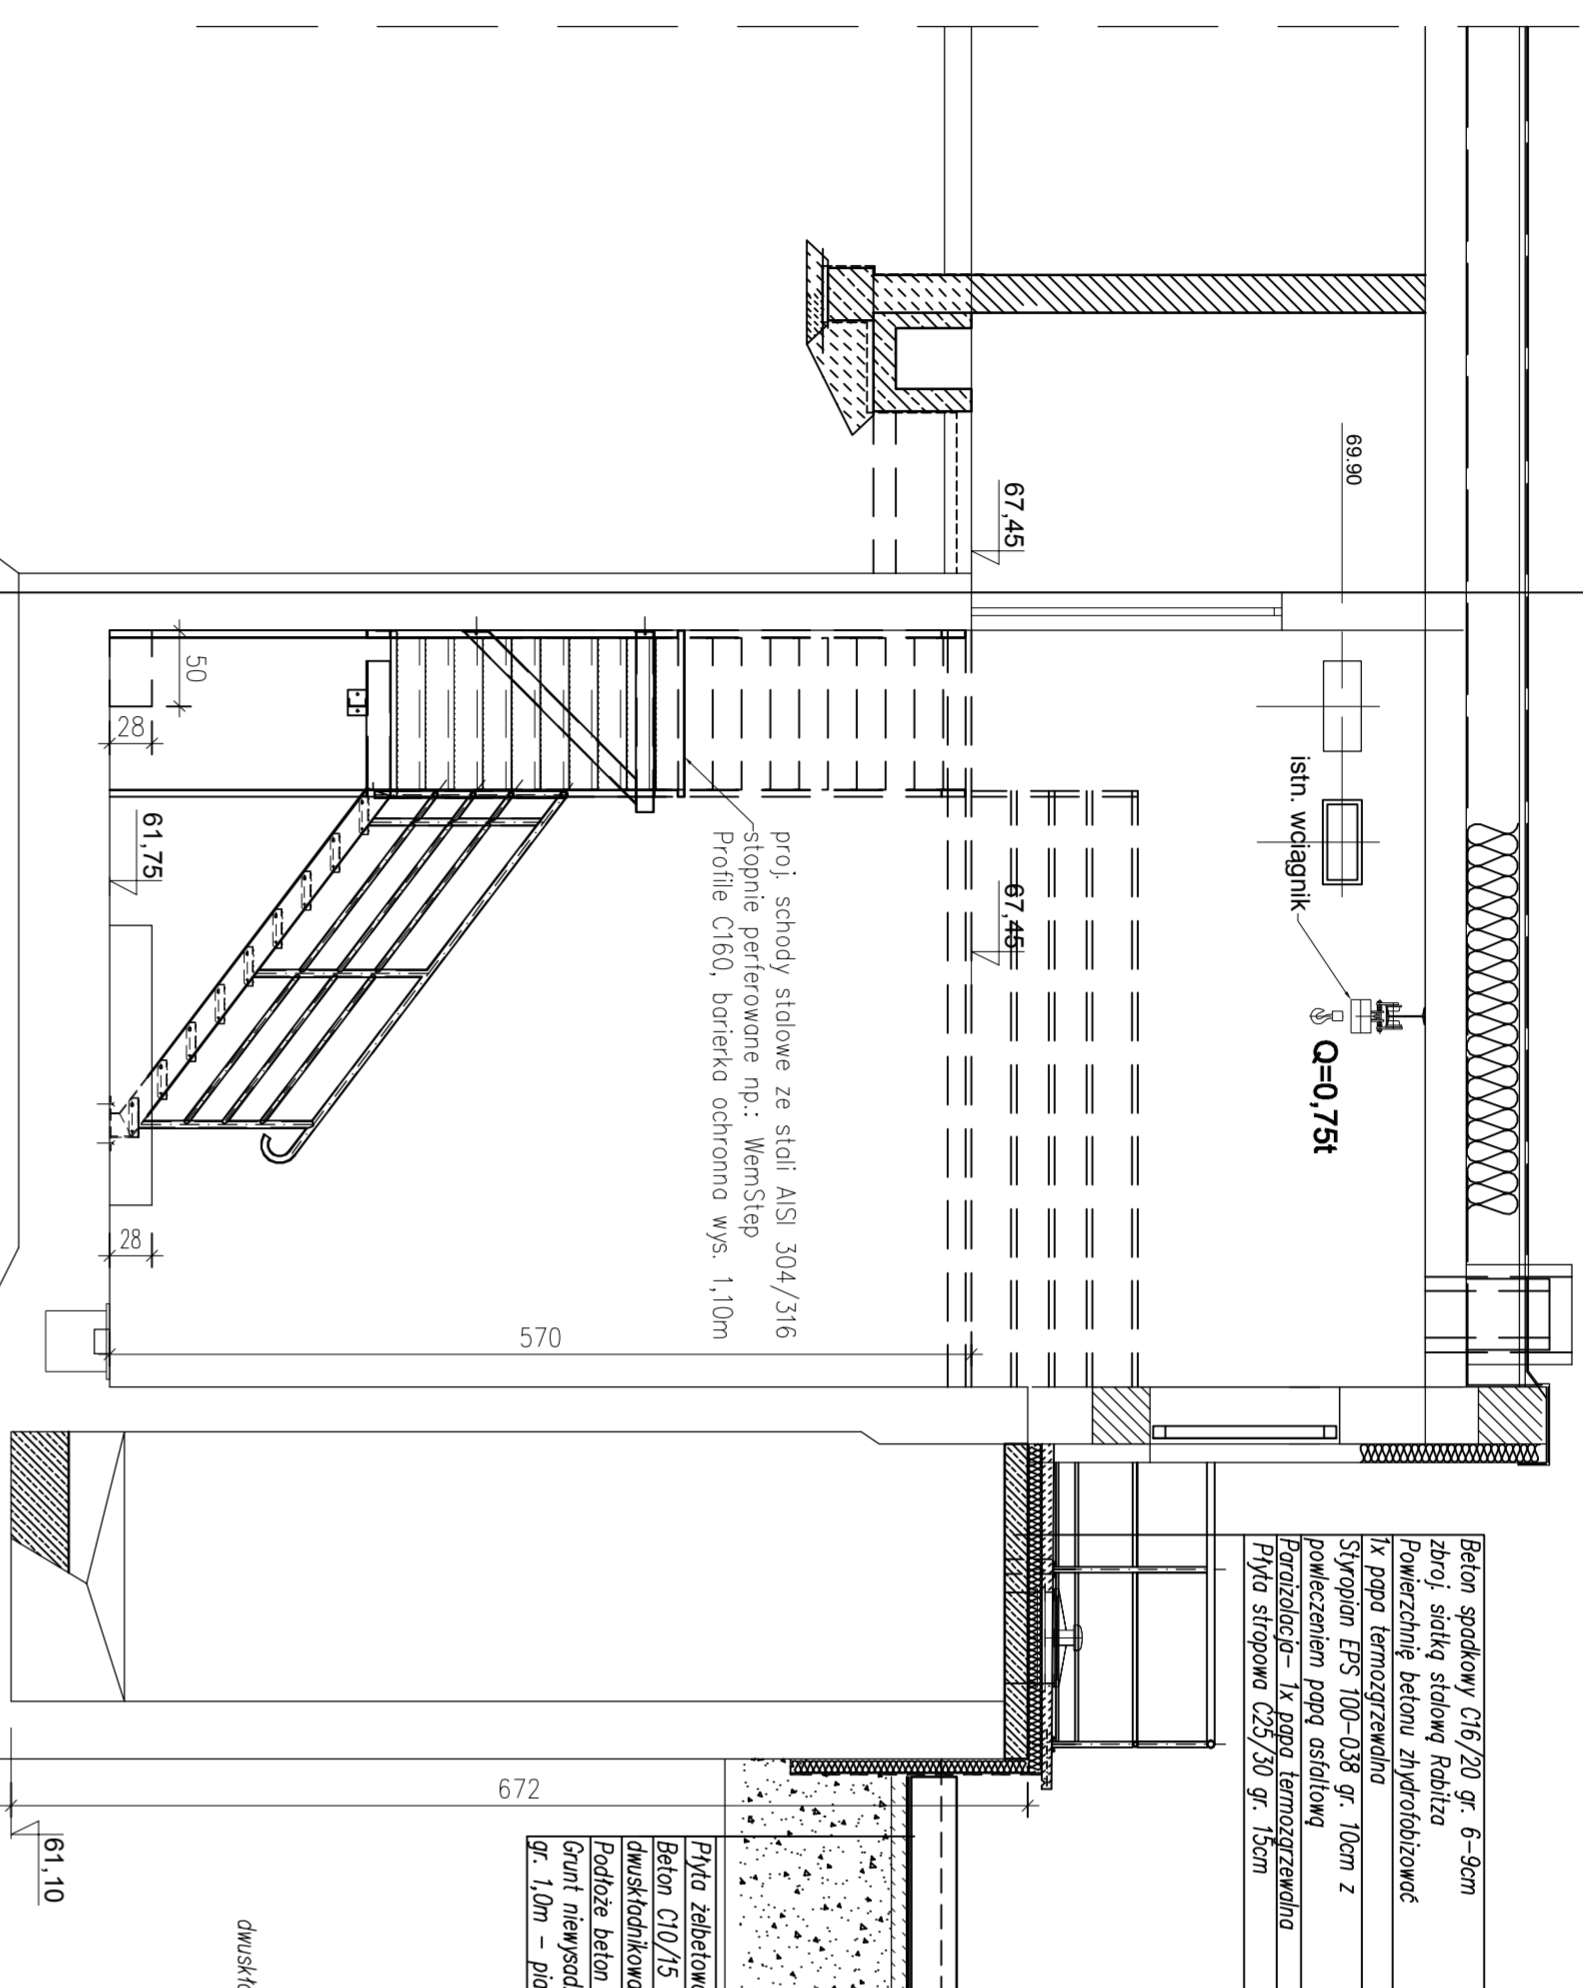 Beton spadkowy C16/20 gr. 6-9cm
zbroj. siatką stalową Rabitza
Powierzchnię betonu zhydrofobizować
1x papa termozgrzewalna
Styropian EPS 100-038 gr. 10cm z
powleczeniem papą asfaltową
Paraizolacja- 1x papa termozgrzewalna
Płyta stropowa C25/30 gr. 15cm
69.90
istn. wciągnik
Q=0,75t
67,45
67,45
proj. schody stalowe ze stali AISI 304/316
stopnie perferowane np.: WemStep
Profile C160, barierka ochronna wys. 1,10m
50
28
61,75
28
570
672
61,10
Płyta żelbetowa
Beton C10/15
dwuskładnikowa
Podłoże beton
Grunt niewysad
gr. 1,0m - pia
dwuskła